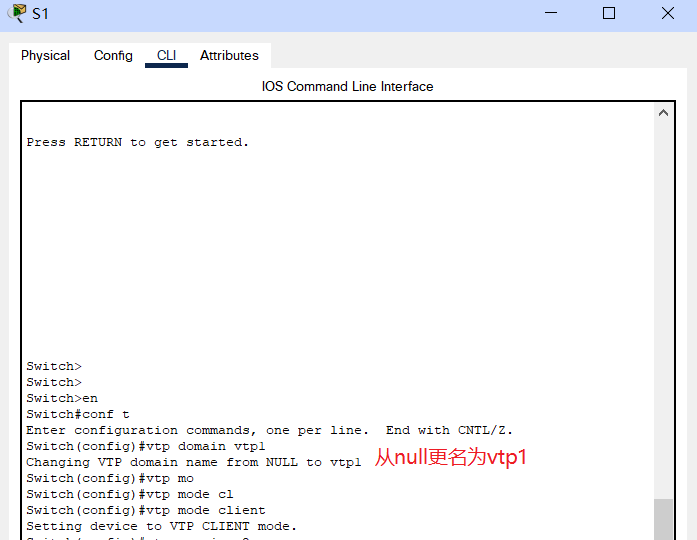 S1
Physical Config CLI Attributes
IOS Command Line Interface
Press RETURN to get started.
Switch>
Switch>
Switch>en
Switch#conf t
Enter configuration commands, one per line.  End with CNTL/Z.
Switch(config)#vtp domain vtp1
Changing VTP domain name from NULL to vtp1 从null更名为vtp1
Switch(config)#vtp mo
Switch(config)#vtp mode cl
Switch(config)#vtp mode client
Setting device to VTP CLIENT mode.